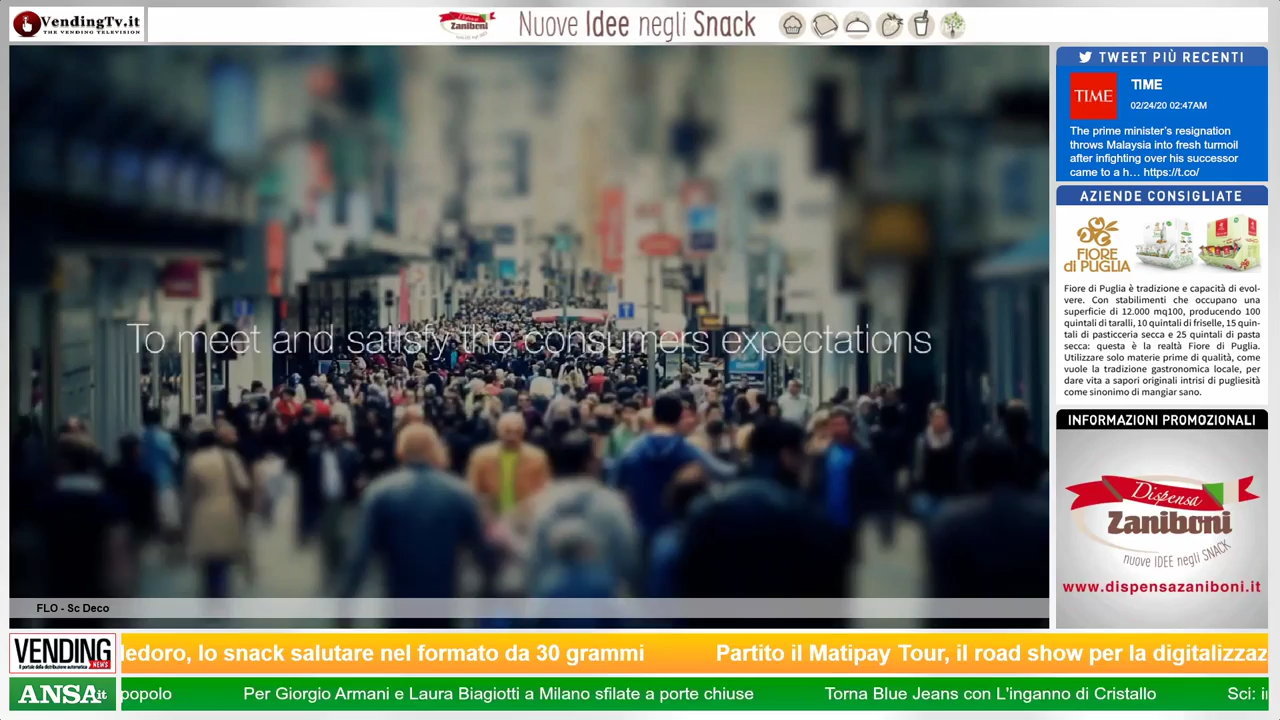 VendingTv.it
THE VENDING TELEVISION
Dispensa
Zaniboni
Nuove Idee negli Snack
TWEET PIÙ RECENTI
TIME
TIME
02/24/20 02:47AM
The prime minister’s resignation
throws Malaysia into fresh turmoil
after infighting over his successor
came to a h… https://t.co/
AZIENDE CONSIGLIATE
FIORE
di PUGLIA
Fiore di Puglia è tradizione e capacità di evol-
vere. Con stabilimenti che occupano una
superficie di 12.000 mq100, producendo 100
quintali di taralli, 10 quintali di friselle, 15 quin-
tali di pasticceria secca e 25 quintali di pasta
secca: questa è la realtà Fiore di Puglia.
Utilizzare solo materie prime di qualità, come
vuole la tradizione gastronomica locale, per
dare vita a sapori originali intrisi di pugliesità
come sinonimo di mangiar sano.
To meet and satisfy the consumers expectations
INFORMAZIONI PROMOZIONALI
Dispensa
Zaniboni
nuove IDEE negli SNACK
www.dispensazaniboni.it
FLO - Sc Deco
VENDING
NEWS
Il portale della distribuzione automatica
ledoro, lo snack salutare nel formato da 30 grammi Partito il Matipay Tour, il road show per la digitalizzaz
ANSA.it
popolo Per Giorgio Armani e Laura Biagiotti a Milano sfilate a porte chiuse Torna Blue Jeans con L'inganno di Cristallo Sci: i